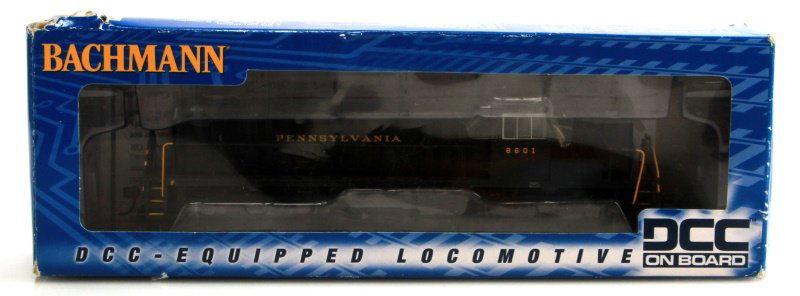 BACHMANN
PENNSYLVANIA
8601
DCC-EQUIPPED LOCOMOTIVE
DCC
ON BOARD